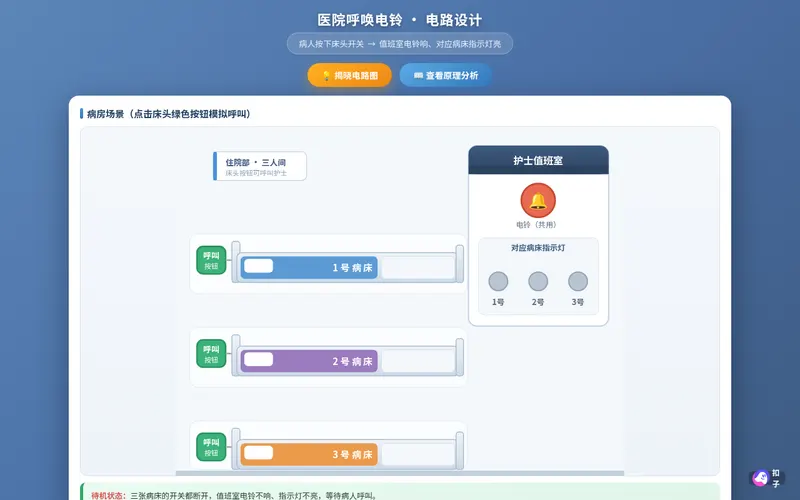 医院呼唤电铃 · 电路设计
病人按下床头开关 → 值班室电铃响、对应病床指示灯亮
💡 揭晓电路图
📖 查看原理分析
病房场景（点击床头绿色按钮模拟呼叫）
住院部 · 三人间
床头按钮可呼叫护士
护士值班室
电铃（共用）
对应病床指示灯
1号 2号 3号
呼叫
按钮
1号病床
呼叫
按钮
2号病床
呼叫
按钮
3号病床
待机状态：三张病床的开关都断开，值班室电铃不响、指示灯不亮，等待病人呼叫。
扣
子